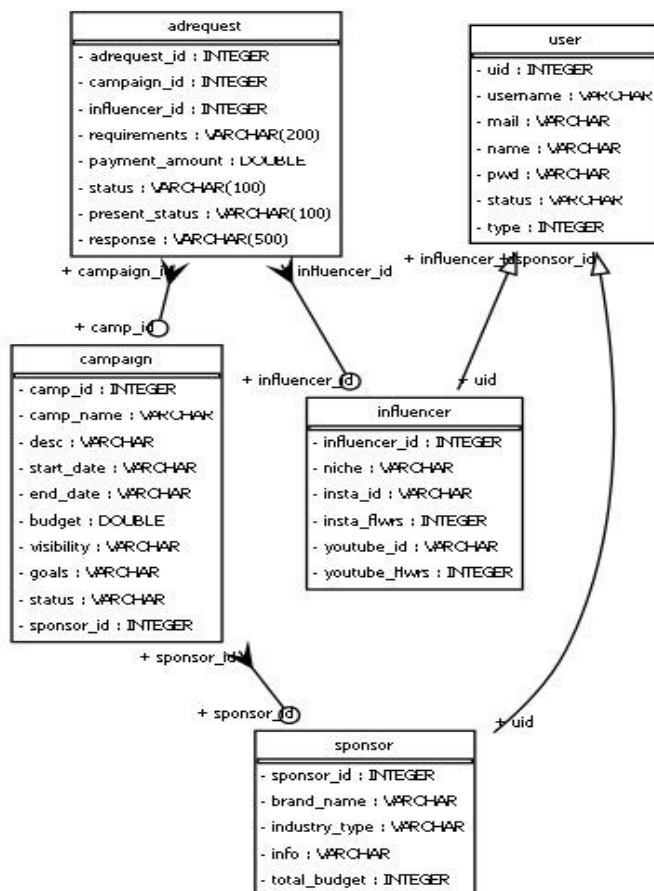 adrequest
- adrequest_id : INTEGER
- campaign_id : INTEGER
- influencer_id : INTEGER
- requirements : VARCHAR(200)
- payment_amount : DOUBLE
- status : VARCHAR(100)
- present_status : VARCHAR(100)
- response : VARCHAR(500)
user
- uid : INTEGER
- username : VARCHAR
- mail : VARCHAR
- name : VARCHAR
- pwd : VARCHAR
- status : VARCHAR
- type : INTEGER
+ campaign_id
+ influencer_id
+ influencer_id
+ sponsor_id
+ camp_id
+ influencer_id
+ uid
campaign
- camp_id : INTEGER
- camp_name : VARCHAR
- desc : VARCHAR
- start_date : VARCHAR
- end_date : VARCHAR
- budget : DOUBLE
- visibility : VARCHAR
- goals : VARCHAR
- status : VARCHAR
- sponsor_id : INTEGER
influencer
- influencer_id : INTEGER
- niche : VARCHAR
- insta_id : VARCHAR
- insta_flwrs : INTEGER
- youtube_id : VARCHAR
- youtube_flwrs : INTEGER
+ sponsor_id
+ sponsor_id
+ uid
sponsor
- sponsor_id : INTEGER
- brand_name : VARCHAR
- industry_type : VARCHAR
- info : VARCHAR
- total_budget : INTEGER